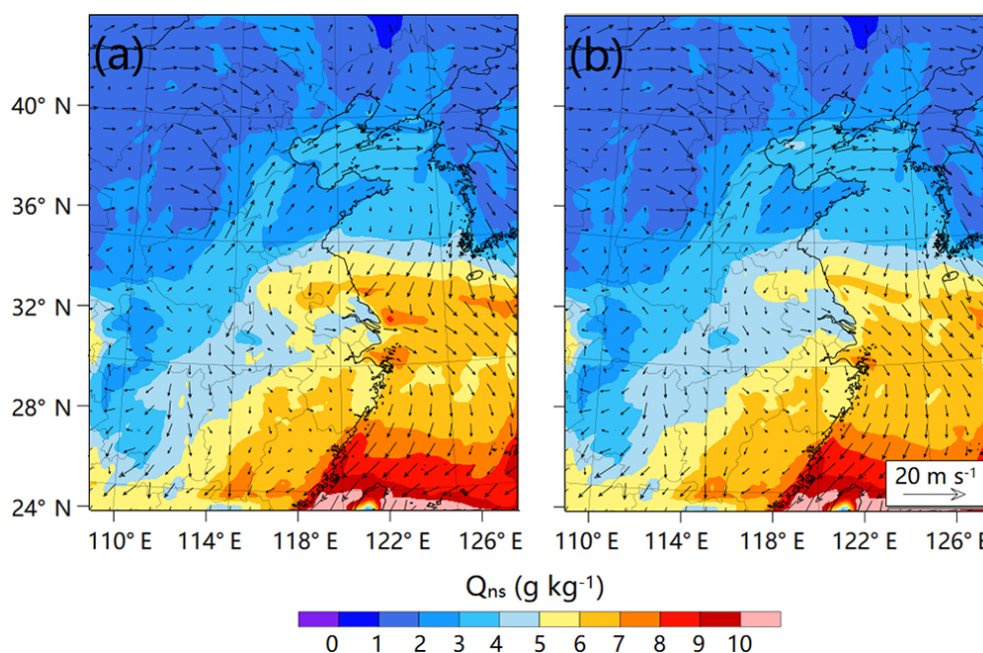 (a) (b)
40° N
36° N
32° N
28° N
24° N
20 m s⁻¹
110° E 114° E 118° E 122° E 126° E 110° E 114° E 118° E 122° E 126° E
Qₙₛ (g kg⁻¹)
0 1 2 3 4 5 6 7 8 9 10